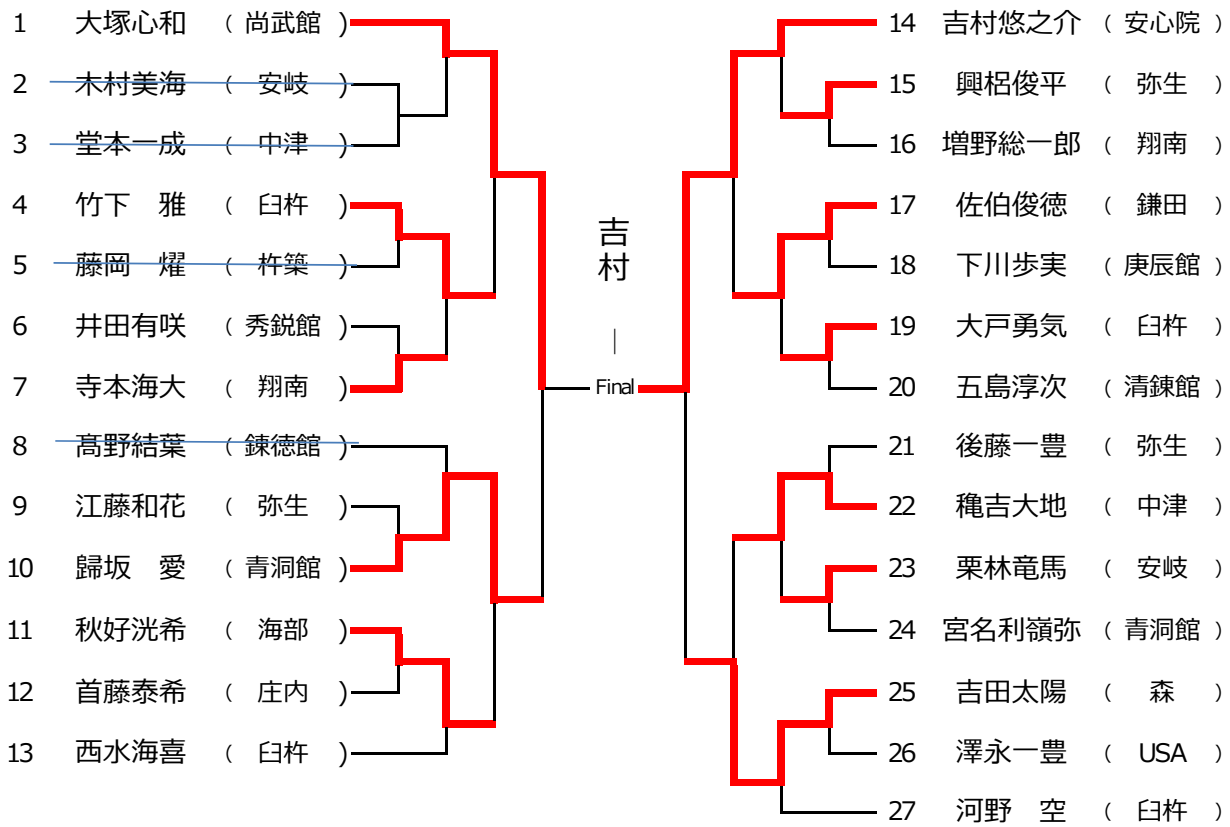 1 大塚心和 ( 尚武館 )
2 木村美海 ( 安岐 )
3 堂本一成 ( 中津 )
4 竹下 雅 ( 臼杵 )
5 藤岡 燿 ( 杵築 )
6 井田有咲 ( 秀鋭館 )
7 寺本海大 ( 翔南 )
8 髙野結葉 ( 錬徳館 )
9 江藤和花 ( 弥生 )
10 歸坂 愛 ( 青洞館 )
11 秋好洸希 ( 海部 )
12 首藤泰希 ( 庄内 )
13 西水海喜 ( 臼杵 )
吉村
|
Final
14 吉村悠之介 ( 安心院 )
15 興梠俊平 ( 弥生 )
16 増野総一郎 ( 翔南 )
17 佐伯俊徳 ( 鎌田 )
18 下川歩実 ( 庚辰館 )
19 大戸勇気 ( 臼杵 )
20 五島淳次 ( 清錬館 )
21 後藤一豊 ( 弥生 )
22 穐吉大地 ( 中津 )
23 栗林竜馬 ( 安岐 )
24 宮名利嶺弥 ( 青洞館 )
25 吉田太陽 ( 森 )
26 澤永一豊 ( USA )
27 河野 空 ( 臼杵 )